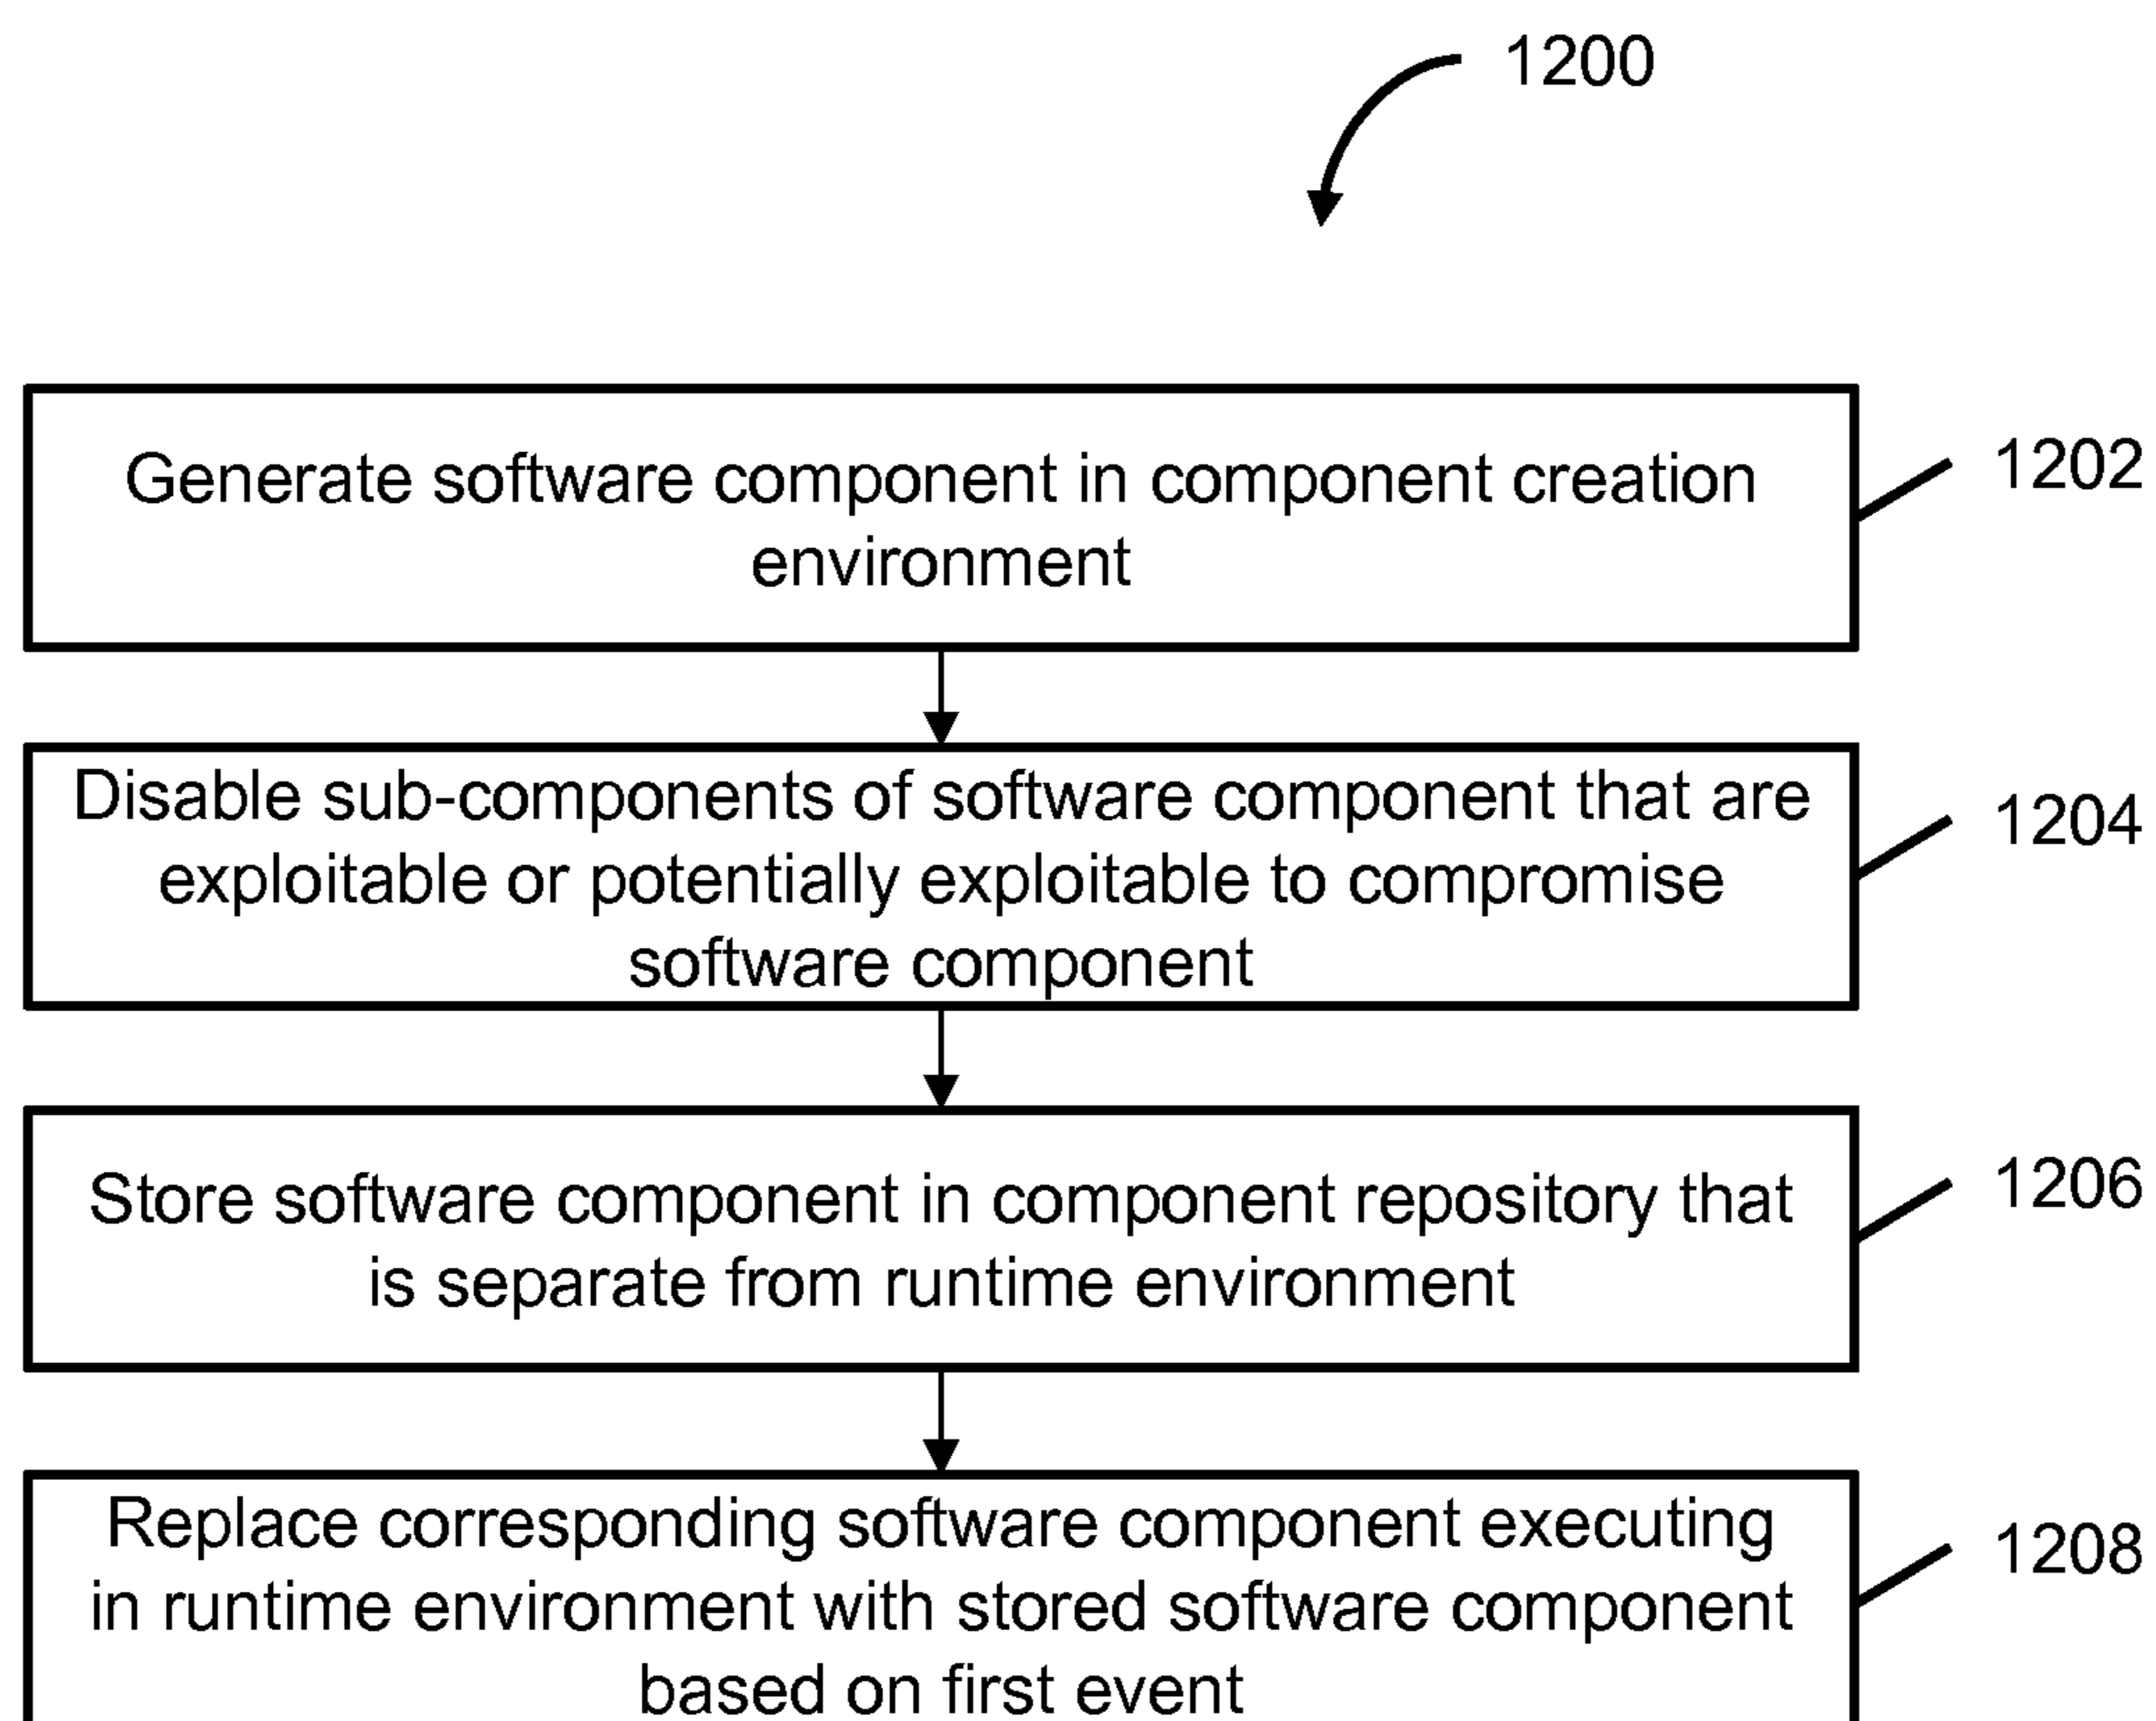 1200
Generate software component in component creation
environment
1202
Disable sub-components of software component that are
exploitable or potentially exploitable to compromise
software component
1204
Store software component in component repository that
is separate from runtime environment
1206
Replace corresponding software component executing
in runtime environment with stored software component
based on first event
1208